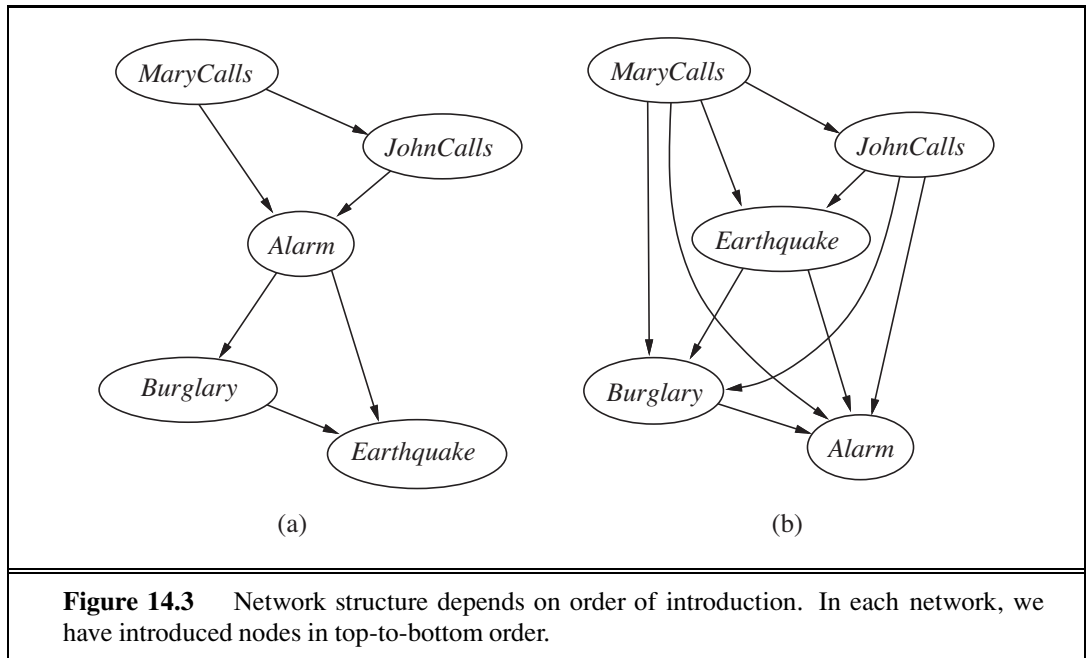 MaryCalls
JohnCalls
Alarm
Burglary
Earthquake
(a)
MaryCalls
JohnCalls
Earthquake
Burglary
Alarm
(b)
Figure 14.3 Network structure depends on order of introduction. In each network, we
have introduced nodes in top-to-bottom order.